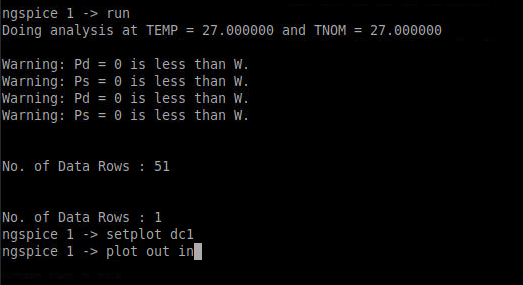 ngspice 1 -> run
Doing analysis at TEMP = 27.000000 and TNOM = 27.000000
Warning: Pd = 0 is less than W.
Warning: Ps = 0 is less than W.
Warning: Pd = 0 is less than W.
Warning: Ps = 0 is less than W.
No. of Data Rows : 51
No. of Data Rows : 1
ngspice 1 -> setplot dc1
ngspice 1 -> plot out in